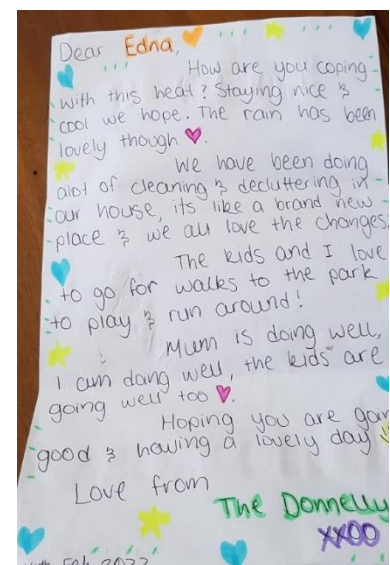 Dear Edna,
How are you coping
with this heat? Staying nice &
cool we hope. The rain has been
lovely though
We have been doing
alot of cleaning & decluttering in
our house, its like a brand new
place & we all love the changes.
The kids and I love
to go for walks to the park
to play & run around!
Mum is doing well,
I am doing well, the kids are
going well too
Hoping you are
good & having a lovely day
Love from
The Donnelly
XXOO
Feb 2022